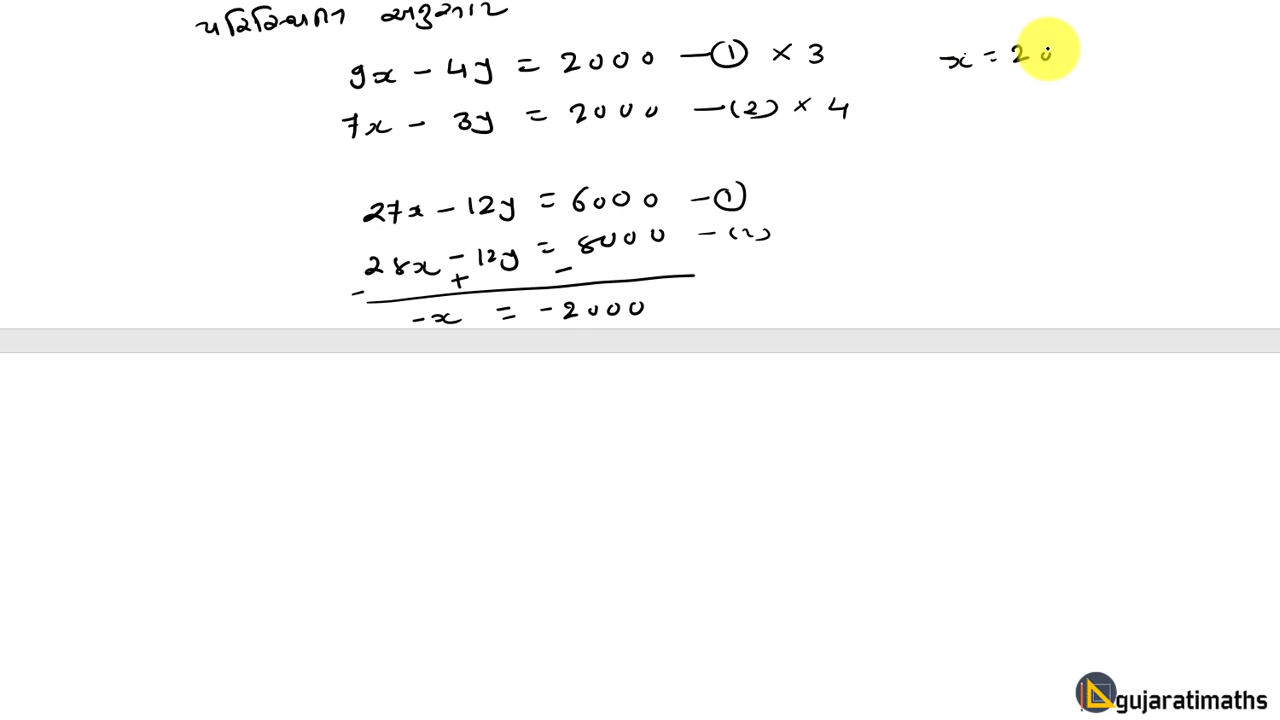 પરિસ્થિતિ અનુસાર
9x - 4y = 2000 —① × 3
7x - 3y = 2000 —(2) × 4
27x - 12y = 6000 —①
28x - 12y = 8000 —(2)
- + -
-x = -2000
x = 20
gujaratimaths